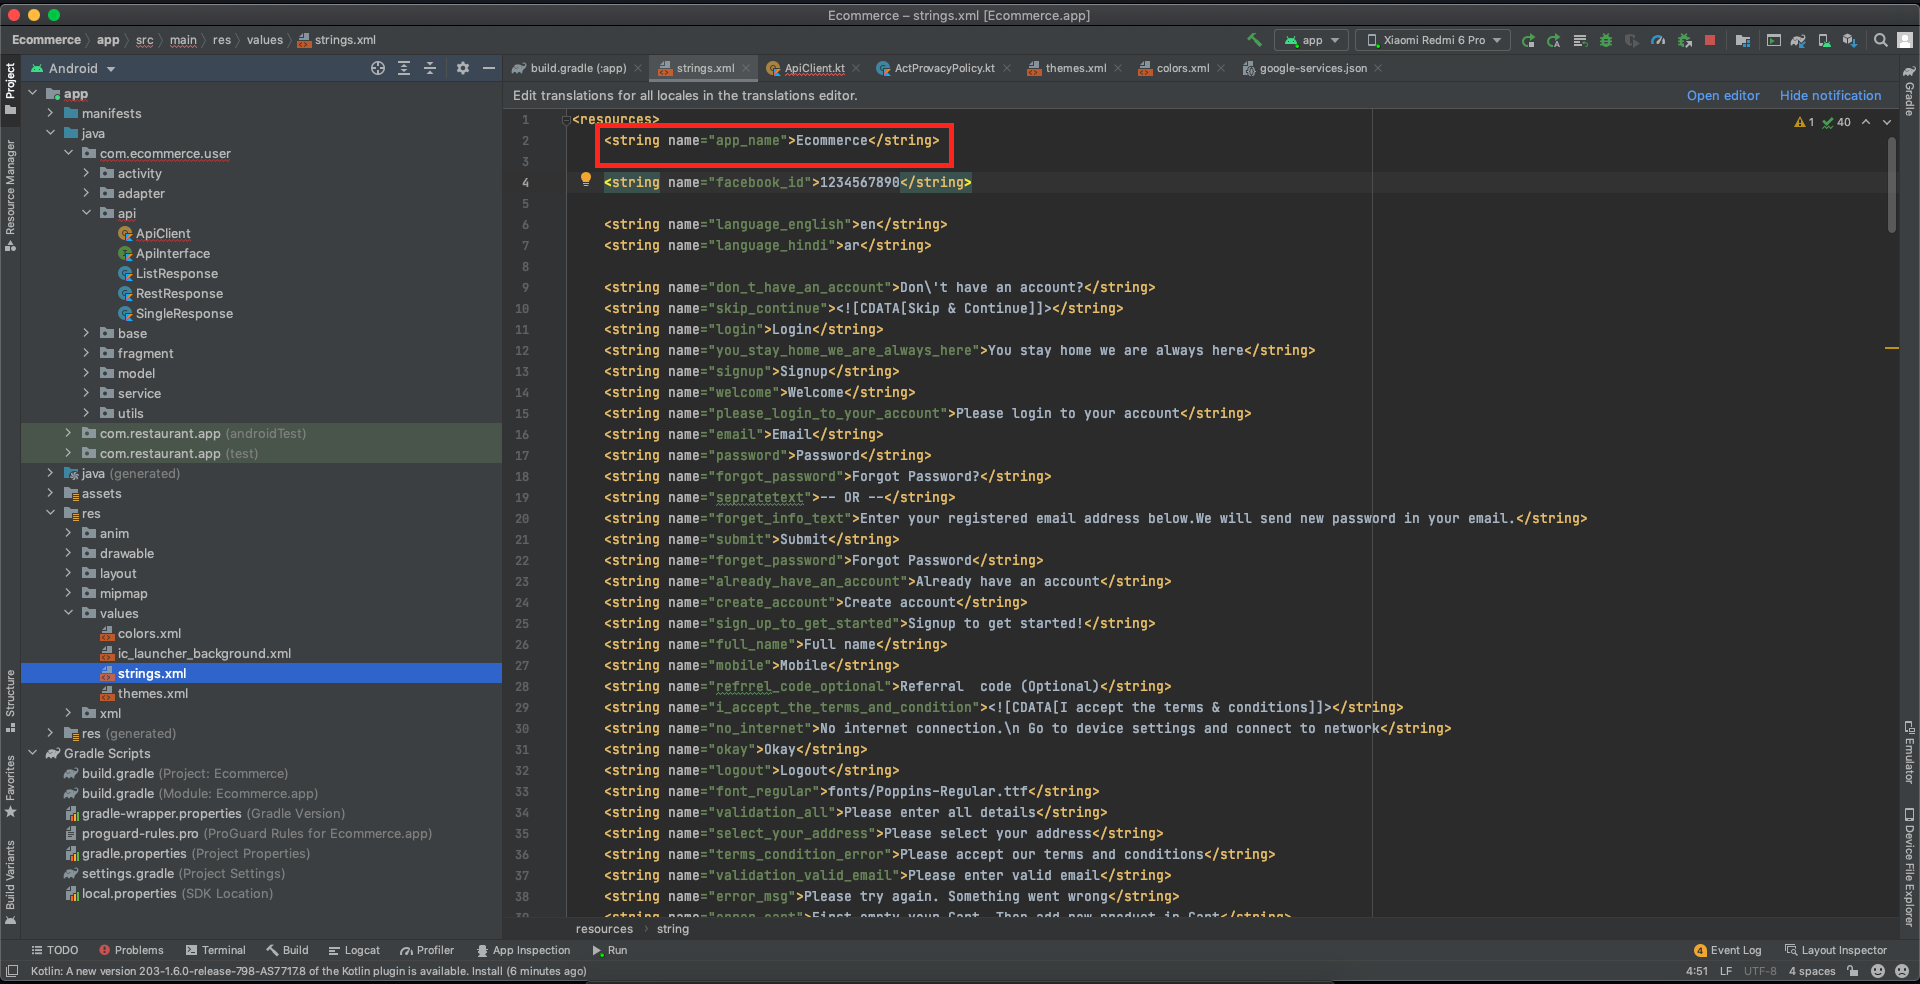 Ecommerce – strings.xml [Ecommerce.app]
Ecommerce app src main res values strings.xml
app Xiaomi Redmi 6 Pro
Android
build.gradle (:app) strings.xml ApiClient.kt ActProvacyPolicy.kt themes.xml colors.xml google-services.json
Edit translations for all locales in the translations editor. Open editor Hide notification
Project
Resource Manager
Structure
Favorites
Build Variants
app
manifests
java
com.ecommerce.user
activity
adapter
api
ApiClient
ApiInterface
ListResponse
RestResponse
SingleResponse
base
fragment
model
service
utils
com.restaurant.app (androidTest)
com.restaurant.app (test)
java (generated)
assets
res
anim
drawable
layout
mipmap
values
colors.xml
ic_launcher_background.xml
strings.xml
themes.xml
xml
res (generated)
Gradle Scripts
build.gradle (Project: Ecommerce)
build.gradle (Module: Ecommerce.app)
gradle-wrapper.properties (Gradle Version)
proguard-rules.pro (ProGuard Rules for Ecommerce.app)
gradle.properties (Project Properties)
settings.gradle (Project Settings)
local.properties (SDK Location)
1 <resources>
2 <string name="app_name">Ecommerce</string>
3
4 <string name="facebook_id">1234567890</string>
5
6 <string name="language_english">en</string>
7 <string name="language_hindi">ar</string>
8
9 <string name="don_t_have_an_account">Don\'t have an account?</string>
10 <string name="skip_continue"><![CDATA[Skip & Continue]]></string>
11 <string name="login">Login</string>
12 <string name="you_stay_home_we_are_always_here">You stay home we are always here</string>
13 <string name="signup">Signup</string>
14 <string name="welcome">Welcome</string>
15 <string name="please_login_to_your_account">Please login to your account</string>
16 <string name="email">Email</string>
17 <string name="password">Password</string>
18 <string name="forgot_password">Forgot Password?</string>
19 <string name="sepratetext">-- OR --</string>
20 <string name="forget_info_text">Enter your registered email address below.We will send new password in your email.</string>
21 <string name="submit">Submit</string>
22 <string name="forget_password">Forgot Password</string>
23 <string name="already_have_an_account">Already have an account</string>
24 <string name="create_account">Create account</string>
25 <string name="sign_up_to_get_started">Signup to get started!</string>
26 <string name="full_name">Full name</string>
27 <string name="mobile">Mobile</string>
28 <string name="refrrel_code_optional">Referral  code (Optional)</string>
29 <string name="i_accept_the_terms_and_condition"><![CDATA[I accept the terms & conditions]]></string>
30 <string name="no_internet">No internet connection.\n Go to device settings and connect to network</string>
31 <string name="okay">Okay</string>
32 <string name="logout">Logout</string>
33 <string name="font_regular">fonts/Poppins-Regular.ttf</string>
34 <string name="validation_all">Please enter all details</string>
35 <string name="select_your_address">Please select your address</string>
36 <string name="terms_condition_error">Please accept our terms and conditions</string>
37 <string name="validation_valid_email">Please enter valid email</string>
38 <string name="error_msg">Please try again. Something went wrong</string>
39 <string name="error_cart">First empty your Cart. Then add new product in Cart</string>
1 40
Gradle
Emulator
Device File Explorer
resources string
TODO Problems Terminal Build Logcat Profiler App Inspection Run 4 Event Log Layout Inspector
Kotlin: A new version 203-1.6.0-release-798-AS7717.8 of the Kotlin plugin is available. Install (6 minutes ago) 4:51 LF UTF-8 4 spaces